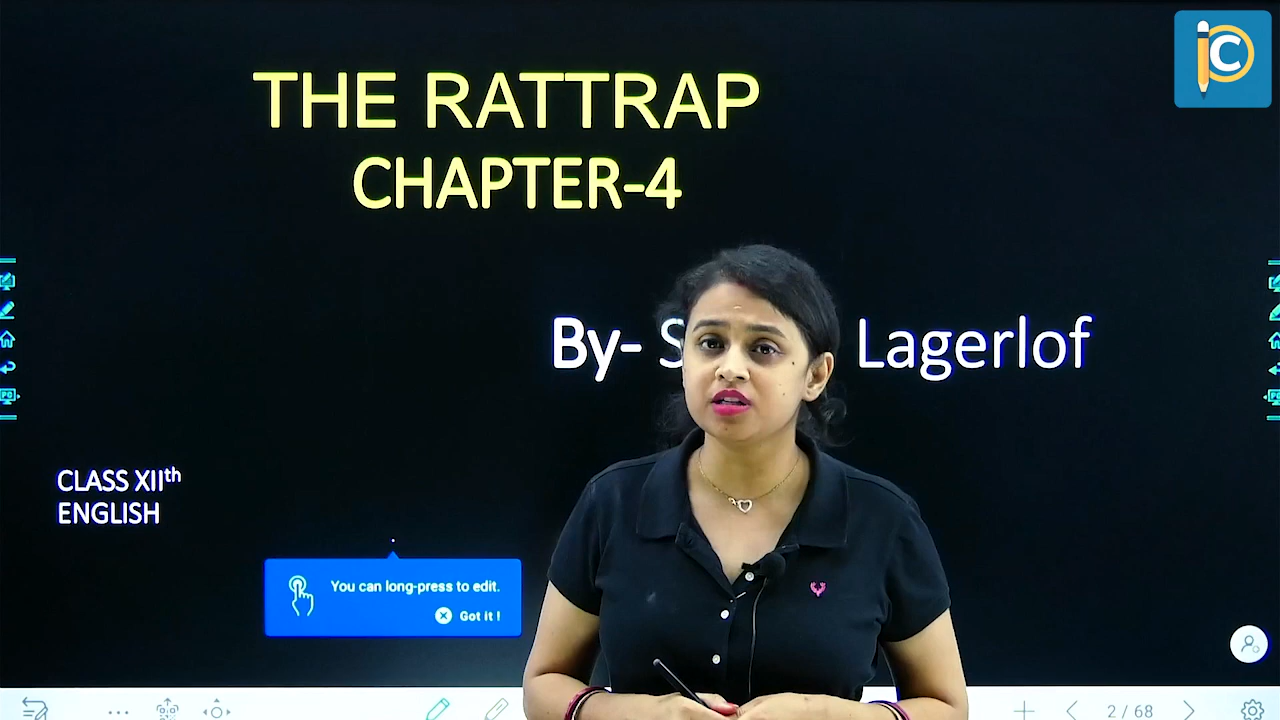 THE RATTRAP
CHAPTER-4
By- S Lagerlof
CLASS XIIth
ENGLISH
You can long-press to edit.
Got it !
2 / 68
PC